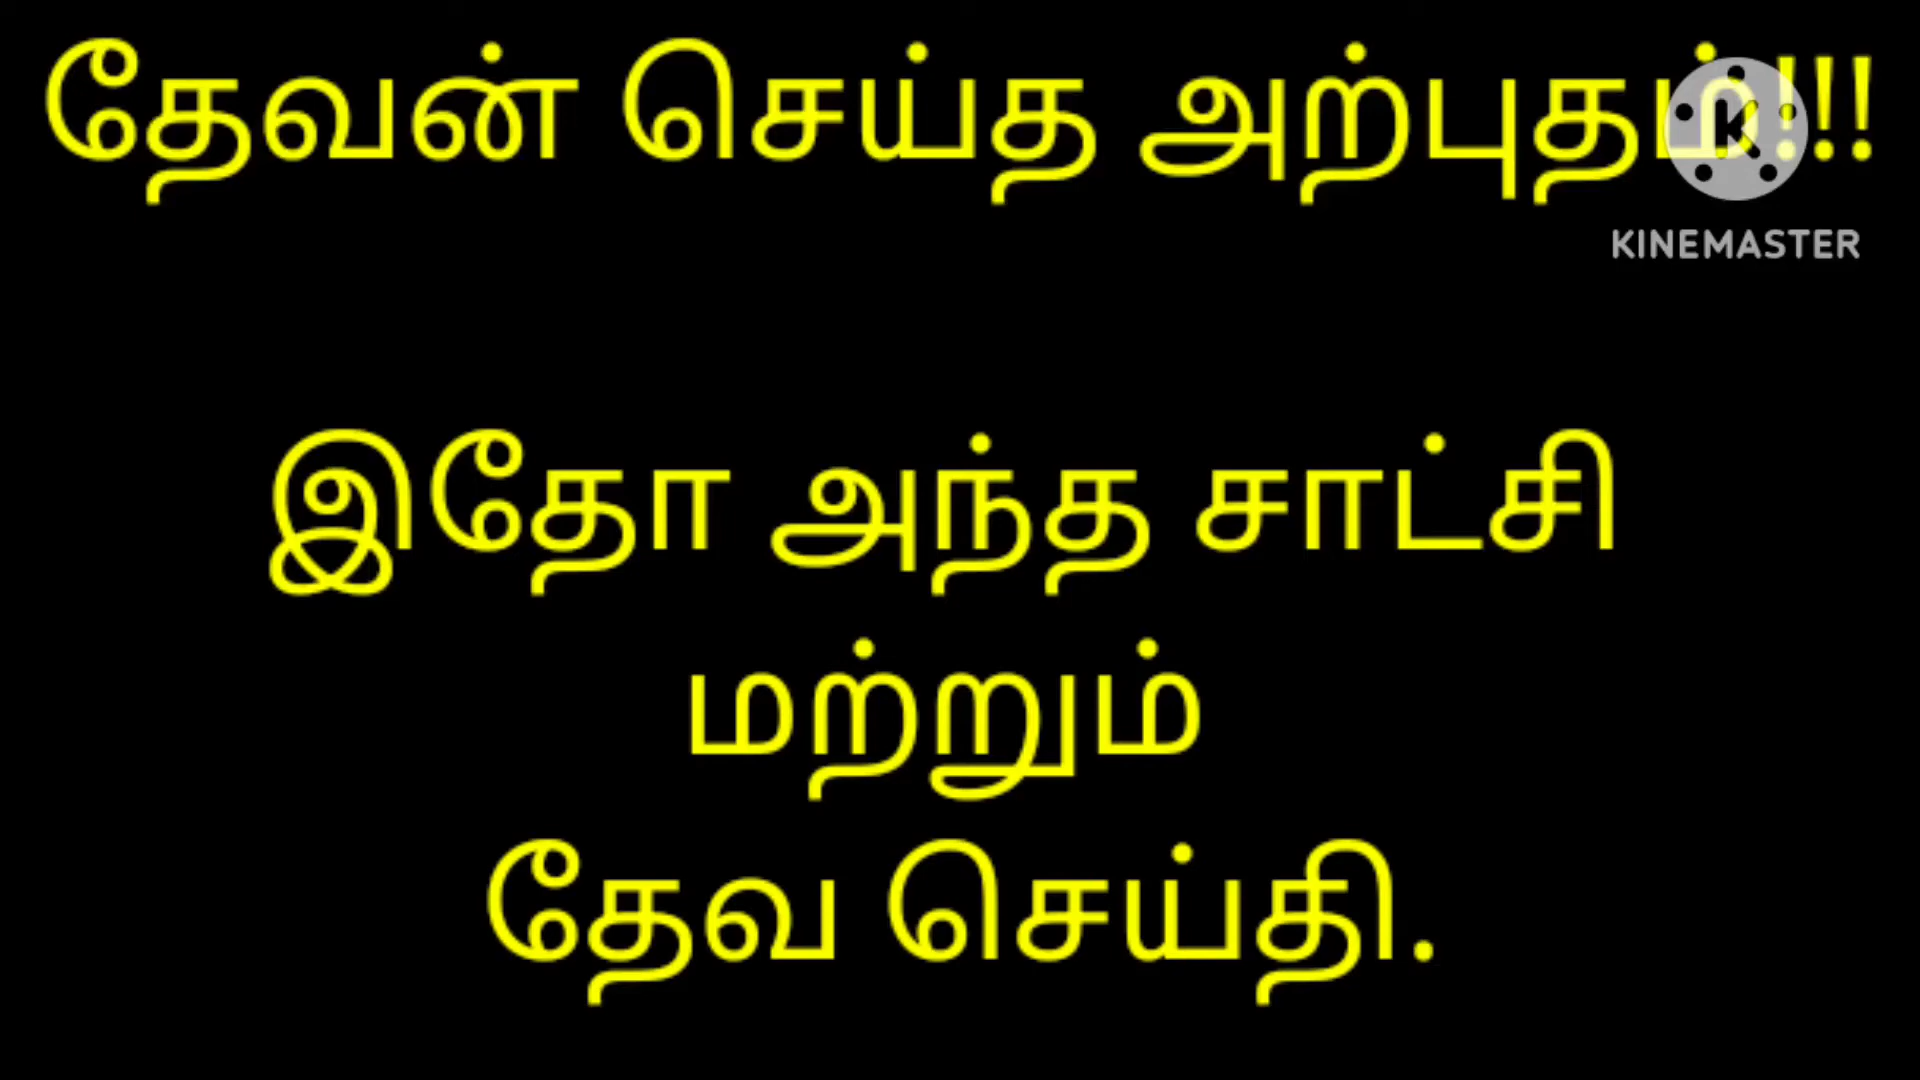 தேவன் செய்த அற்புதம்!!!
KINEMASTER
இதோ அந்த சாட்சி
மற்றும்
தேவ செய்தி.